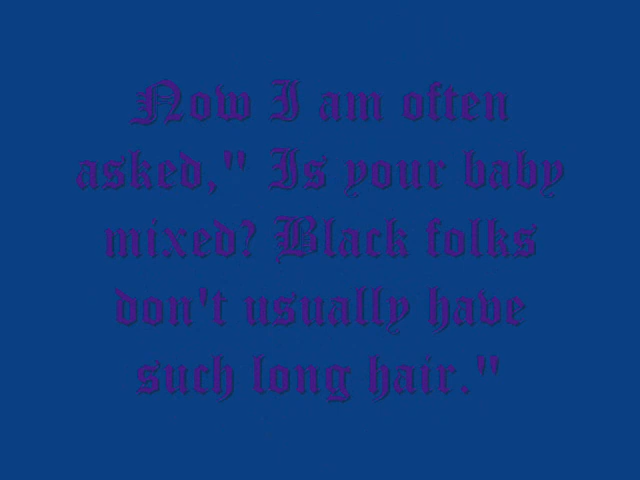 Now I am often
asked," Is your baby
mixed? Black folks
don't usually have
such long hair."